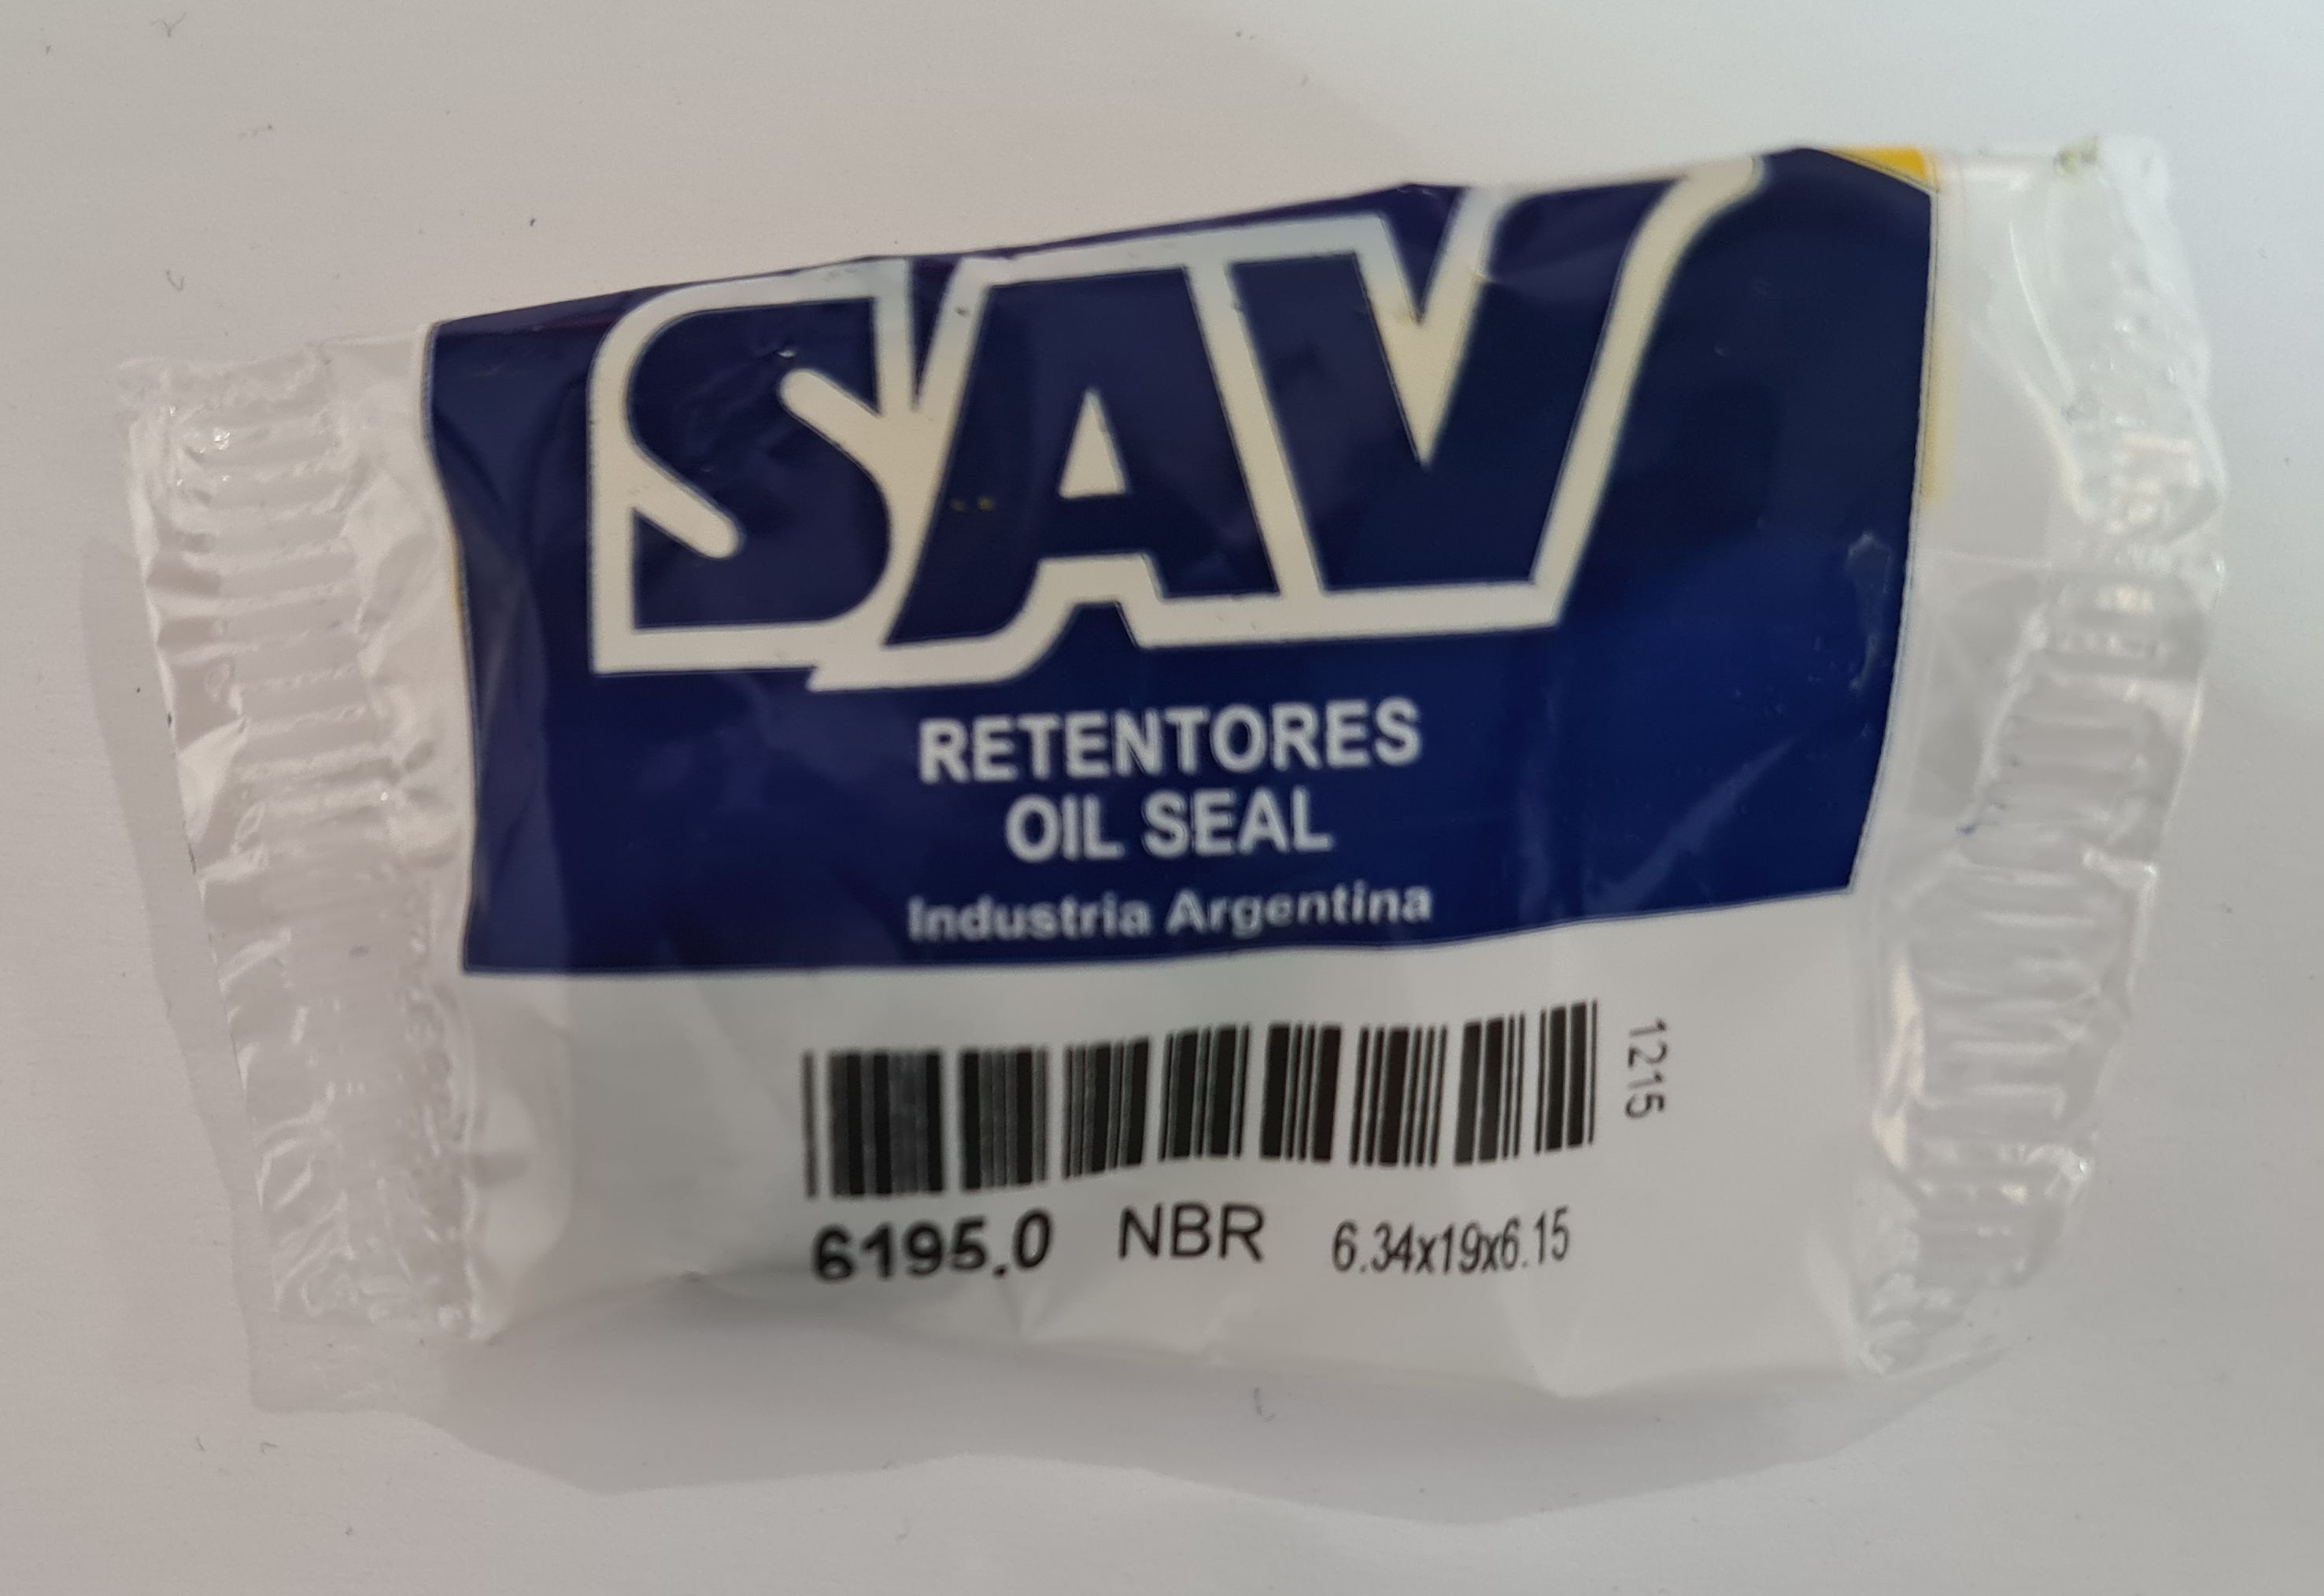 SAV
RETENTORES
OIL SEAL
Industria Argentina
1215
6195.0 NBR 6.34x19x6.15